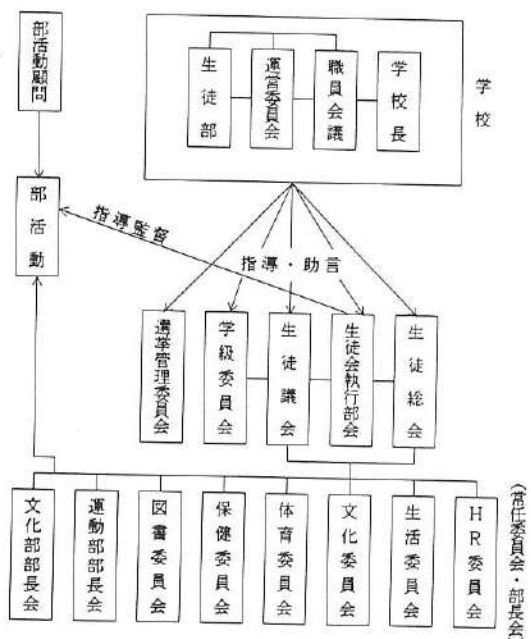 学校
学校長
職員会議
運営委員会
生徒部
部活動顧問
部活動
指導監督
指導・助言
生徒総会
生徒会執行部会
生徒議会
学級委員会
選挙管理委員会
(常任委員会・部長会)
HR委員会
生活委員会
文化委員会
体育委員会
保健委員会
図書委員会
運動部部長会
文化部部長会